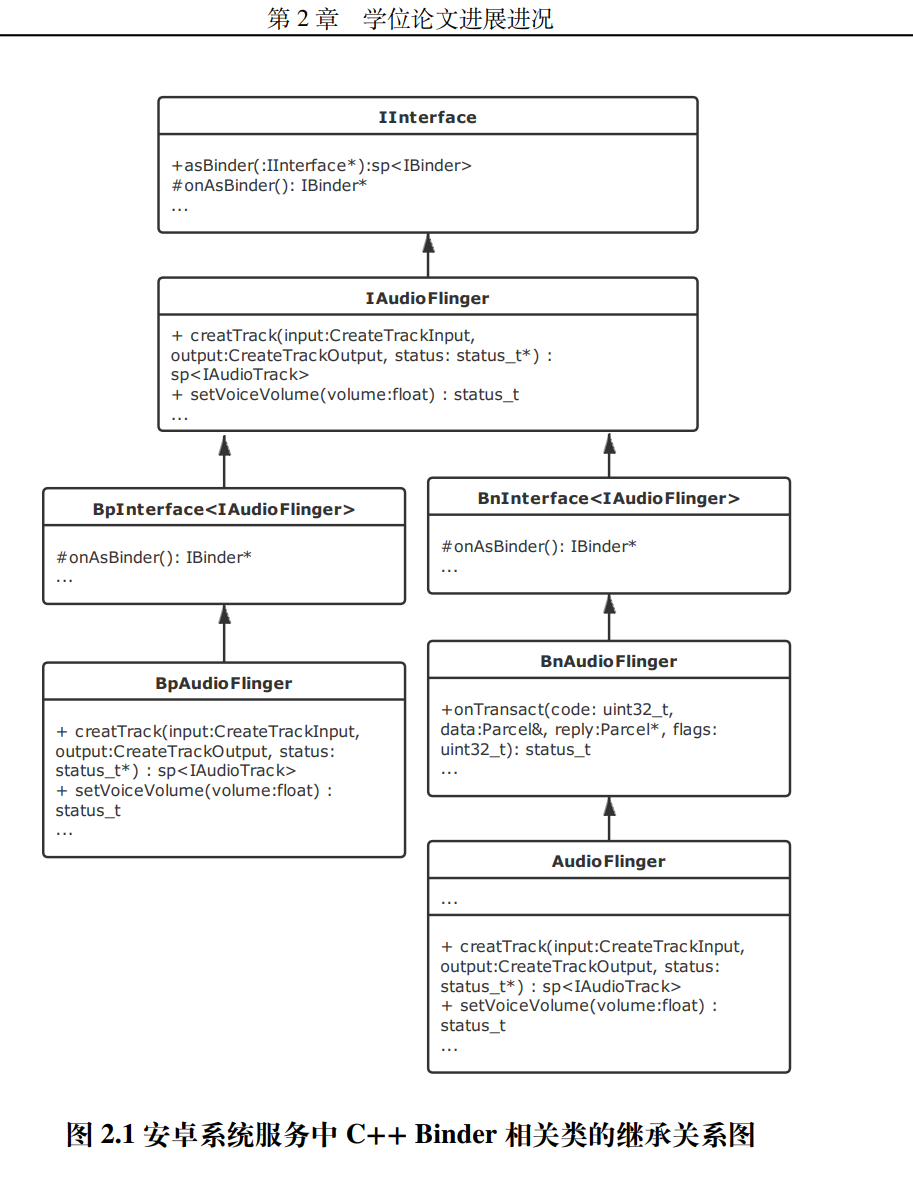 第 2 章 学位论文进展进况
IInterface
+asBinder(:IInterface*):sp<IBinder>
#onAsBinder(): IBinder*
...
IAudioFlinger
+ creatTrack(input:CreateTrackInput,
output:CreateTrackOutput, status: status_t*) :
sp<IAudioTrack>
+ setVoiceVolume(volume:float) : status_t
...
BpInterface<IAudioFlinger>
#onAsBinder(): IBinder*
...
BpAudioFlinger
+ creatTrack(input:CreateTrackInput,
output:CreateTrackOutput, status:
status_t*) : sp<IAudioTrack>
+ setVoiceVolume(volume:float) :
status_t
...
BnInterface<IAudioFlinger>
#onAsBinder(): IBinder*
...
BnAudioFlinger
+onTransact(code: uint32_t,
data:Parcel&, reply:Parcel*, flags:
uint32_t): status_t
...
AudioFlinger
...
+ creatTrack(input:CreateTrackInput,
output:CreateTrackOutput, status:
status_t*) : sp<IAudioTrack>
+ setVoiceVolume(volume:float) :
status_t
...
图 2.1 安卓系统服务中 C++ Binder 相关类的继承关系图